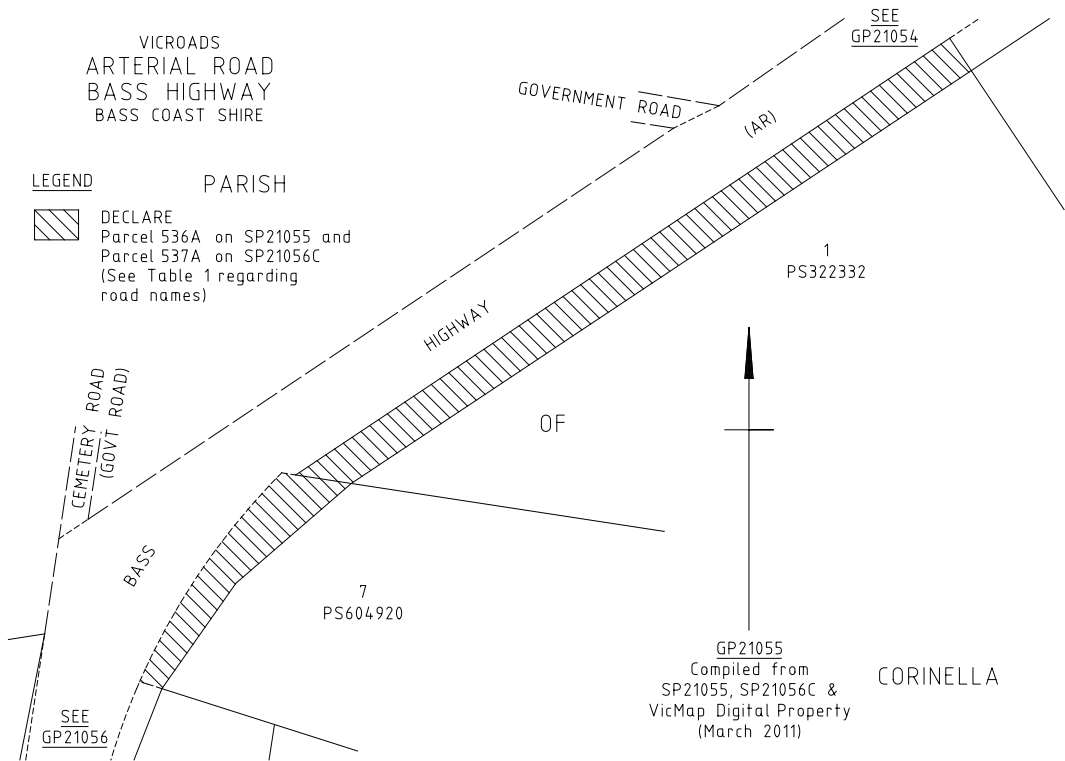 VICROADS
ARTERIAL ROAD
BASS HIGHWAY
BASS COAST SHIRE
SEE
GP21054
GOVERNMENT ROAD
(AR)
LEGEND
PARISH
DECLARE
Parcel 536A on SP21055 and
Parcel 537A on SP21056C
(See Table 1 regarding
road names)
1
PS322332
HIGHWAY
CEMETERY ROAD
(GOVT ROAD)
OF
BASS
7
PS604920
GP21055
Compiled from
SP21055, SP21056C &
VicMap Digital Property
(March 2011)
CORINELLA
SEE
GP21056